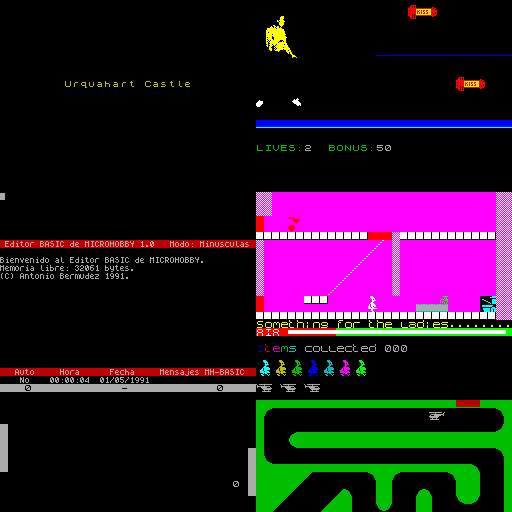 Urquahart Castle
KISS
KISS
LIVES:2 BONUS:50
Editor BASIC de MICROHOBBY 1.0 Modo: Minusculas
Bienvenido al Editor BASIC de MICROHOBBY.
Memoria libre: 32061 bytes.
(C) Antonio Bermudez 1991.
Auto Hora Fecha Mensajes MH-BASIC
No 00:00:04 01/05/1991
0 - 0
0
something for the Ladies........
AIR
Items collected 000